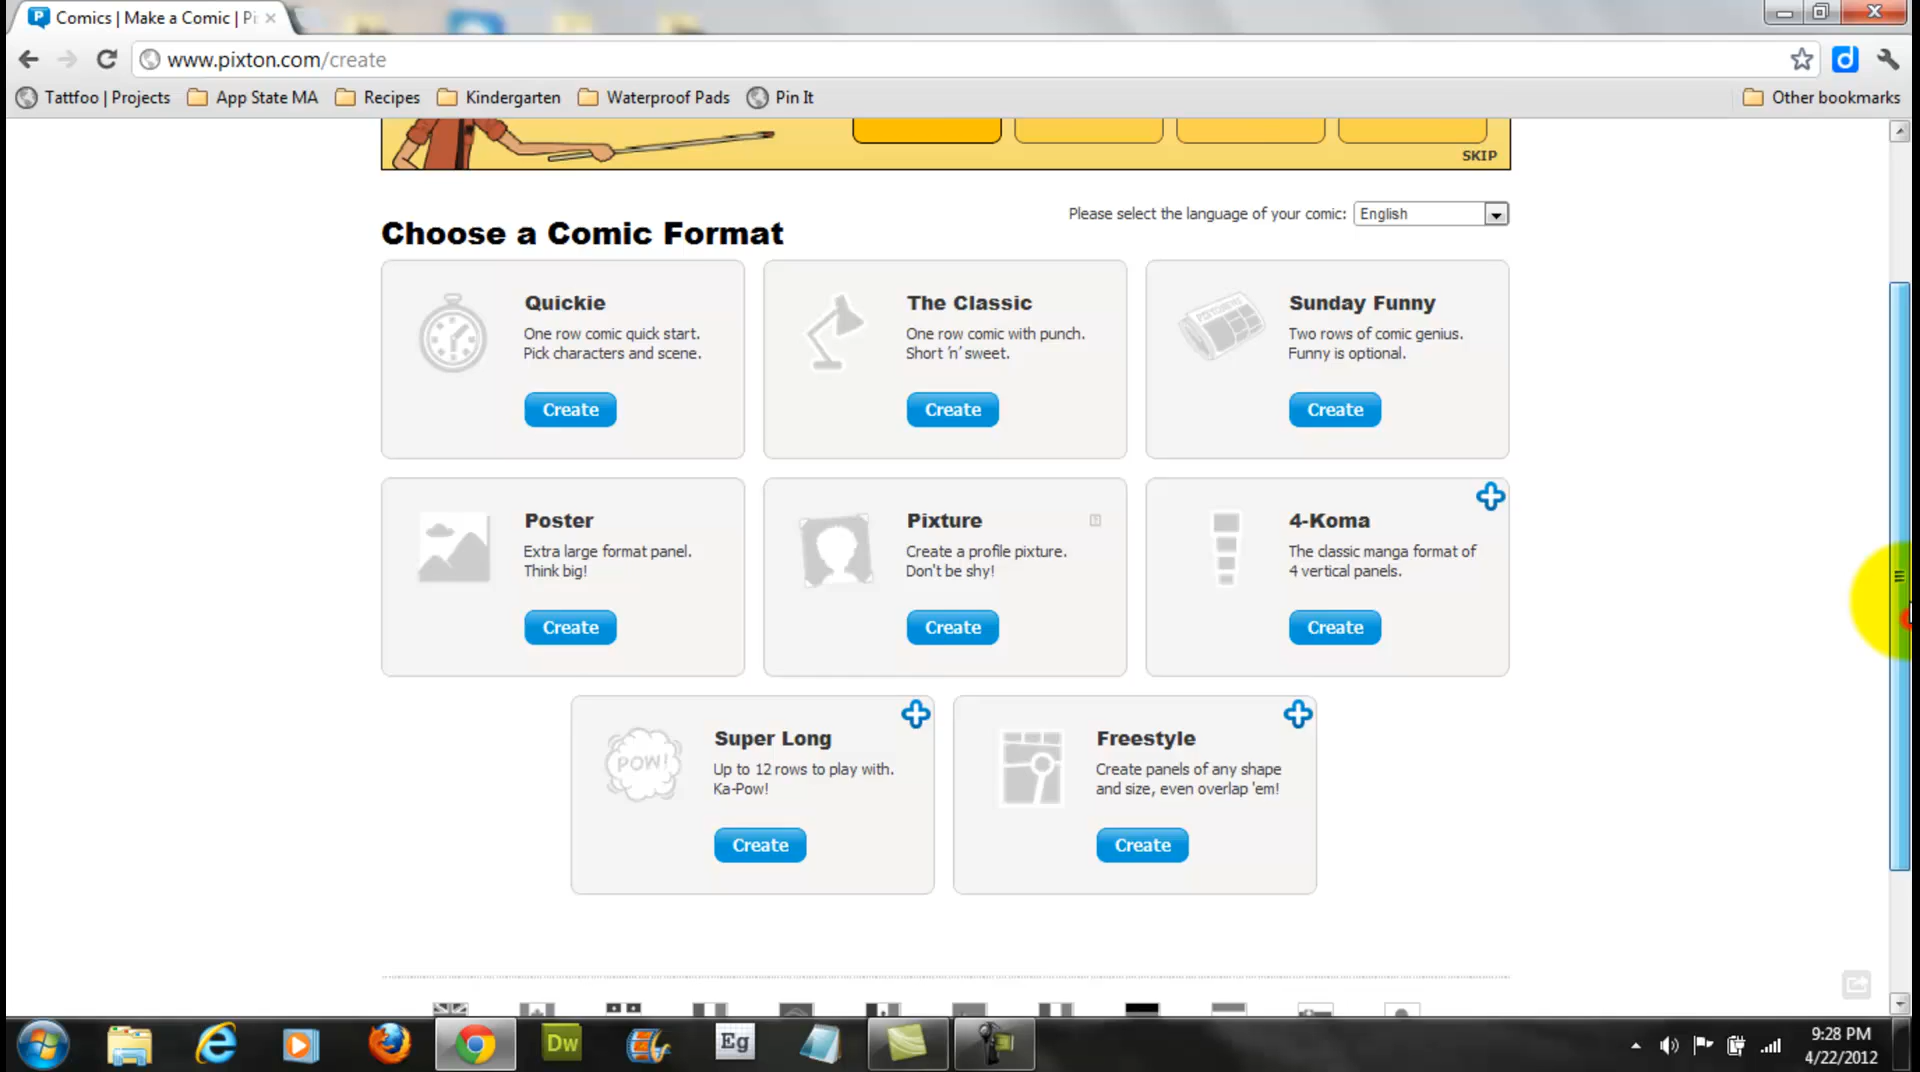 Comics | Make a Comic | Pi
www.pixton.com/create
Tattfoo | Projects
App State MA
Recipes
Kindergarten
Waterproof Pads
Pin It
Other bookmarks
SKIP
Please select the language of your comic: English
Choose a Comic Format
Quickie
One row comic quick start.
Pick characters and scene.
Create
The Classic
One row comic with punch.
Short 'n' sweet.
Create
Sunday Funny
Two rows of comic genius.
Funny is optional.
Create
Poster
Extra large format panel.
Think big!
Create
Pixture
Create a profile pixture.
Don't be shy!
Create
4-Koma
The classic manga format of
4 vertical panels.
Create
POW!
Super Long
Up to 12 rows to play with.
Ka-Pow!
Create
Freestyle
Create panels of any shape
and size, even overlap 'em!
Create
Dw
Eg
9:28 PM
4/22/2012